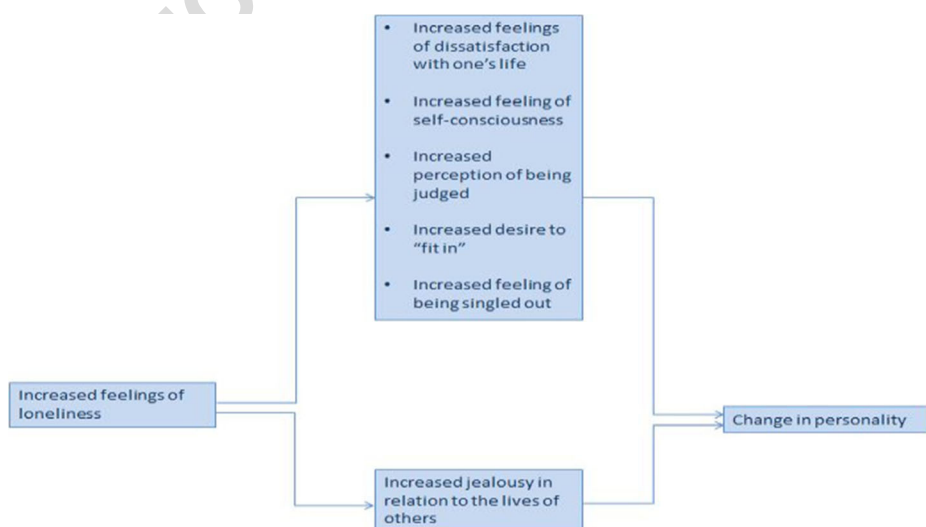 • Increased feelings
of dissatisfaction
with one's life
• Increased feeling of
self-consciousness
• Increased
perception of being
judged
• Increased desire to
“fit in”
• Increased feeling of
being singled out
Increased feelings of
loneliness
Change in personality
Increased jealousy in
relation to the lives of
others